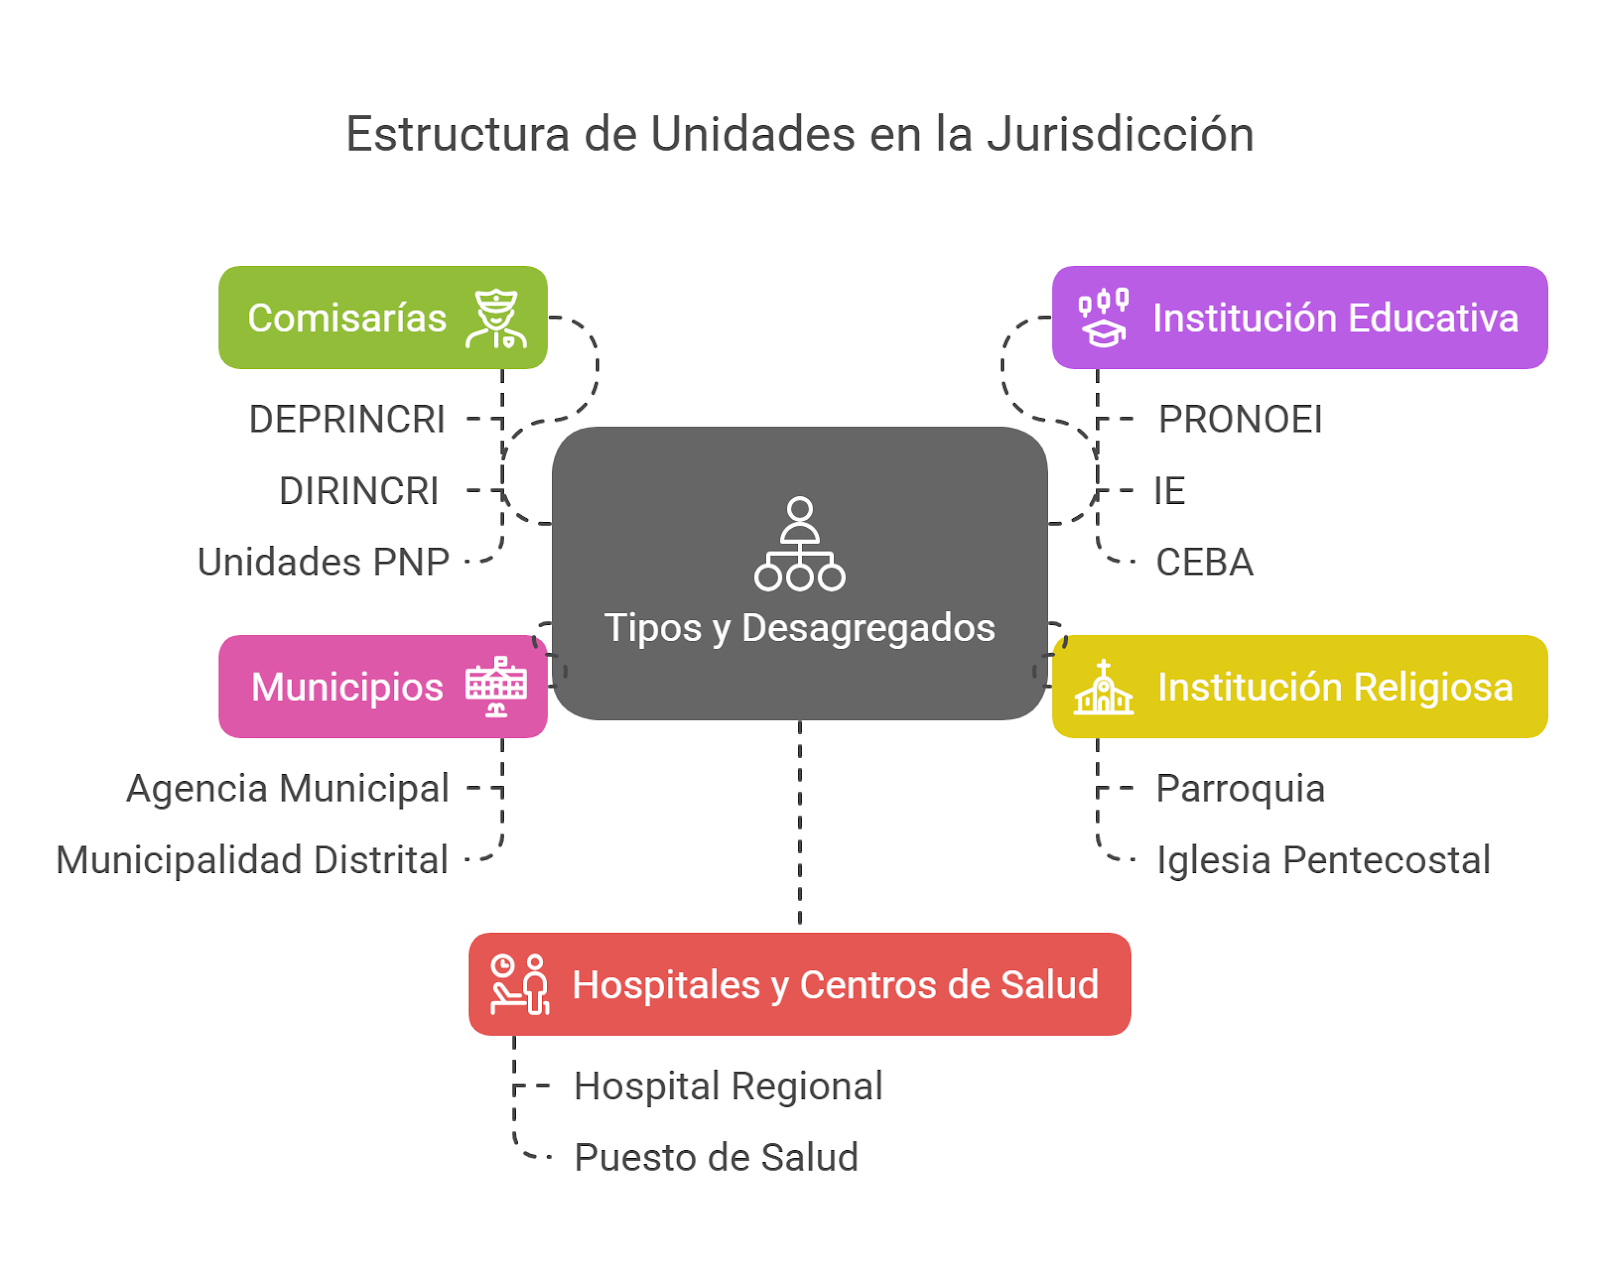 Estructura de Unidades en la Jurisdicción
Comisarías
DEPRINCRI
DIRINCRI
Unidades PNP
Institución Educativa
PRONOEI
IE
CEBA
Tipos y Desagregados
Municipios
Agencia Municipal
Municipalidad Distrital
Institución Religiosa
Parroquia
Iglesia Pentecostal
Hospitales y Centros de Salud
Hospital Regional
Puesto de Salud